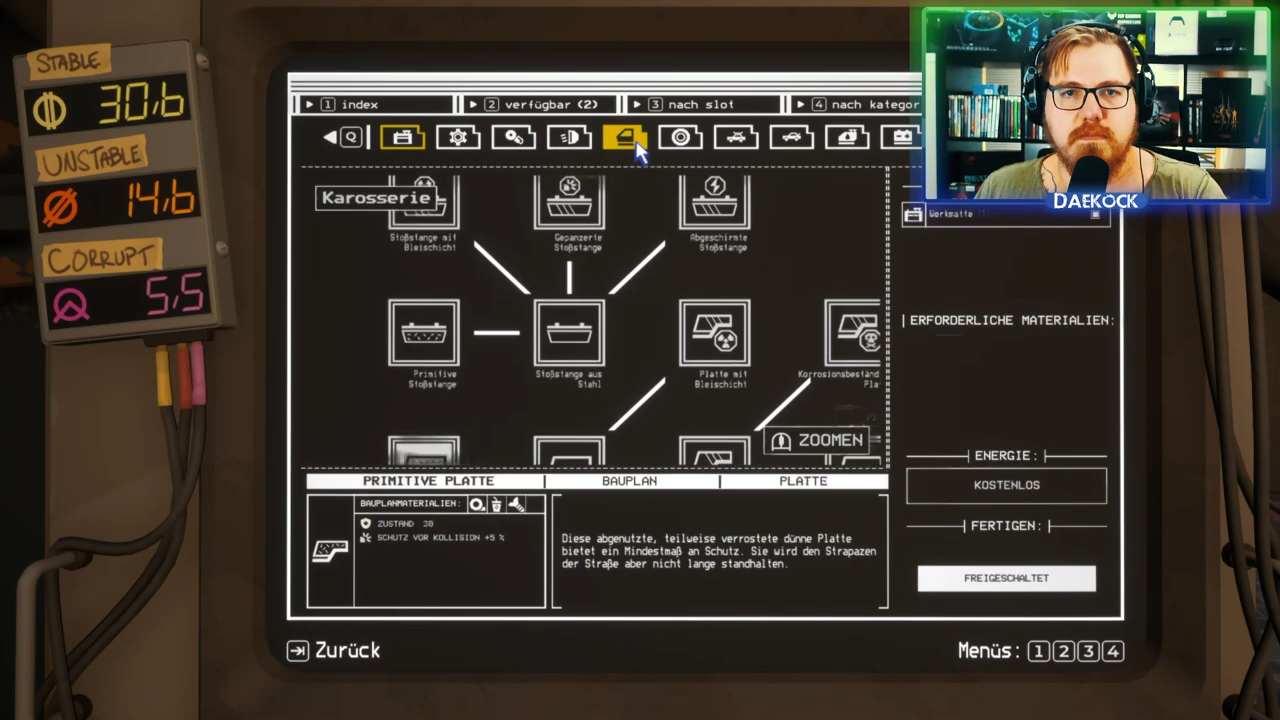 STABLE
30,6
UNSTABLE
14,6
CORRUPT
5,5
1 index
2 verfügbar (2)
3 nach slot
4 nach kategor
Q
Karosserie
Stoßstange mit
Bleischicht
Gepanzerte
Stoßstange
Abgeschirmte
Stoßstange
Primitive
Stoßstange
Stoßstange aus
Stahl
Platte mit
Bleischicht
Korrosionsbeständ
Pla
ZOOMEN
PRIMITIVE PLATTE
BAUPLAN
PLATTE
BAUPLANMATERIALIEN:
ZUSTAND 20
SCHUTZ VOR KOLLISION +5 %
Diese abgenutzte, teilweise verrostete dünne Platte
bietet ein Mindestmaß an Schutz. Sie wird den Strapazen
der Straße aber nicht lange standhalten.
DAEKOCK
Werkmatte
ERFORDERLICHE MATERIALIEN:
ENERGIE:
KOSTENLOS
FERTIGEN:
FREIGESCHALTET
Zurück
Menüs: 1 2 3 4